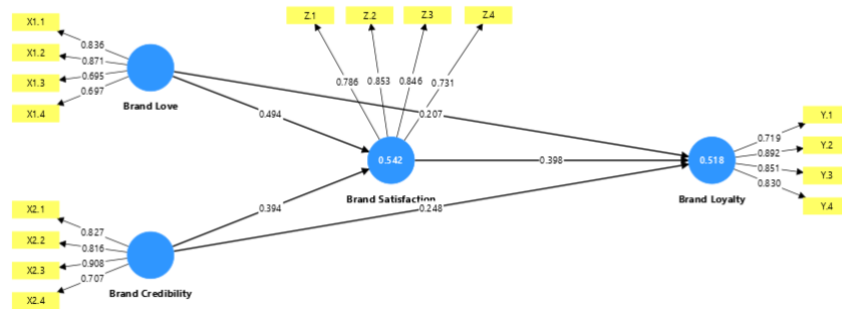 X1.1
X1.2
X1.3
X1.4
0.836
0.871
0.695
0.697
Brand Love
Z.1 Z.2 Z.3 Z.4
0.786 0.853 0.846 0.731
0.494
0.207
0.542
Brand Satisfaction
0.398
0.394
0.248
X2.1
X2.2
X2.3
X2.4
0.827
0.816
0.908
0.707
Brand Credibility
0.518
Brand Loyalty
0.719
0.892
0.851
0.830
Y.1
Y.2
Y.3
Y.4